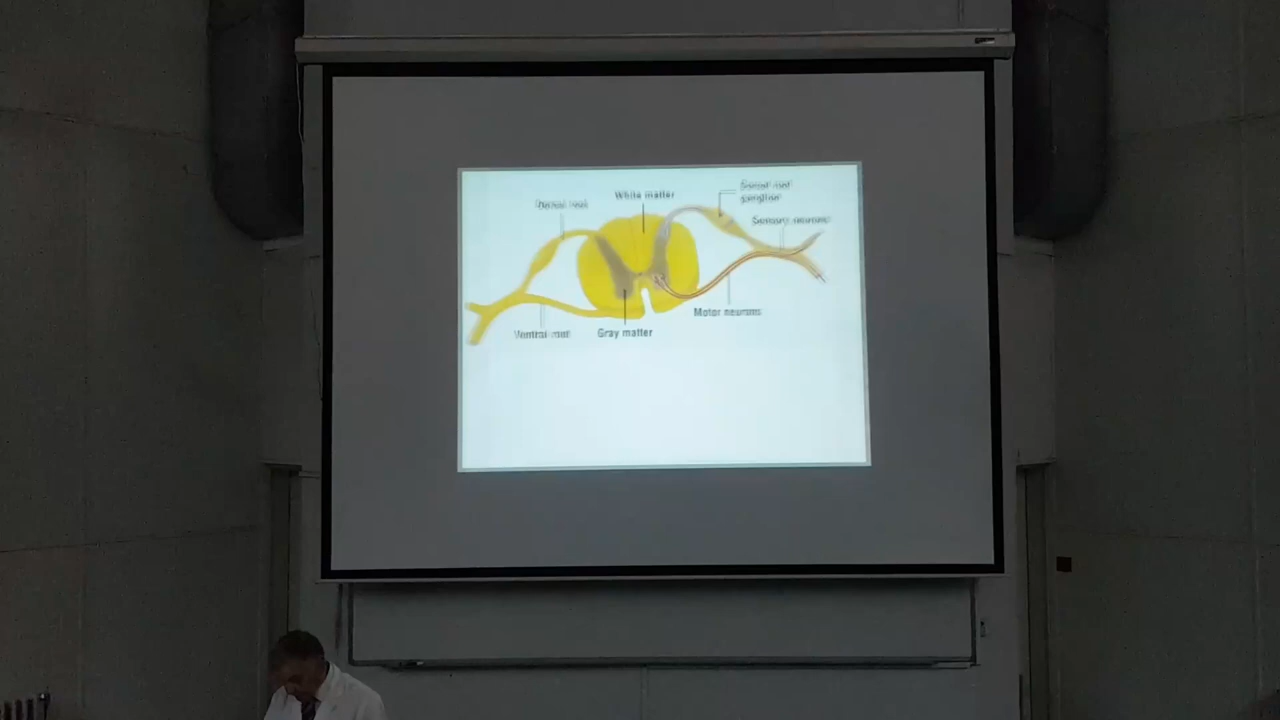 White matter
Dorsal root
Dorsal root
ganglion
Sensory neurons
Motor neurons
Ventral root
Gray matter